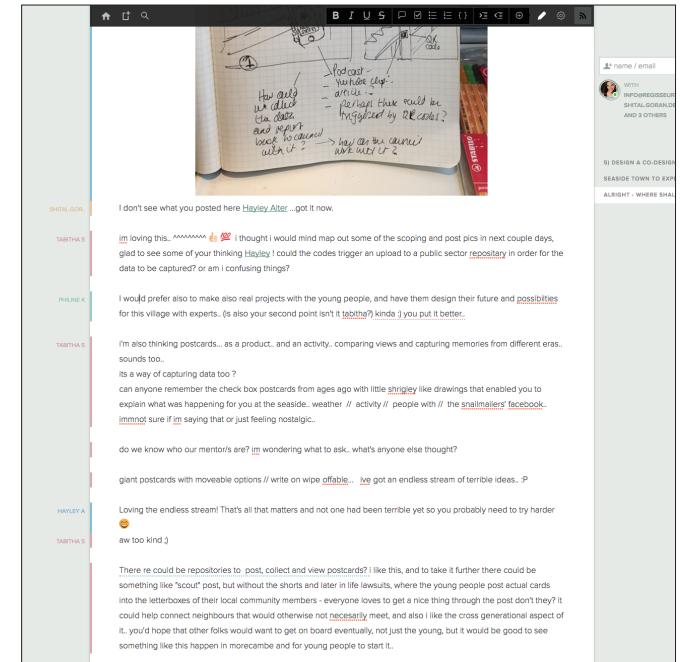 B I U S
QR
code
1
Podcast -
- Youtube clip -
- article -
- Perhaps these could be
triggered by QR codes?
How could
we collect
the data
and report
back to council
with it?
how can the council
work with it?
STABILO
name / email
WITH
INFO@REGISSEUR
SHITAL.GORAN.DE
AND 3 OTHERS
5) DESIGN A CO-DESIGN
SEASIDE TOWN TO EXP
ALRIGHT - WHERE SHAL
SHITAL.GOR..
I don't see what you posted here Hayley Alter ...got it now.
TABITHA S
im loving this.. ^^^^^^^^^ 👍 💯 i thought i would mind map out some of the scoping and post pics in next couple days,
glad to see some of your thinking Hayley ! could the codes trigger an upload to a public sector repositary in order for the
data to be captured? or am i confusing things?
PHILINE K
I would prefer also to make also real projects with the young people, and have them design their future and possibilties
for this village with experts.. (is also your second point isn't it tabitha?) kinda :) you put it better..
TABITHA S
i'm also thinking postcards... as a product.. and an activity.. comparing views and capturing memories from different eras..
sounds too..
its a way of capturing data too ?
can anyone remember the check box postcards from ages ago with little shrigley like drawings that enabled you to
explain what was happening for you at the seaside.. weather // activity // people with // the snailmailers' facebook..
immnot sure if im saying that or just feeling nostalgic..
do we know who our mentor/s are? im wondering what to ask.. what's anyone else thought?
giant postcards with moveable options // write on wipe offable... Ive got an endless stream of terrible ideas.. :P
HAYLEY A
Loving the endless stream! That's all that matters and not one had been terrible yet so you probably need to try harder
😄
TABITHA S
aw too kind ;)
There re could be repositories to post, collect and view postcards? i like this, and to take it further there could be
something like "scout" post, but without the shorts and later in life lawsuits, where the young people post actual cards
into the letterboxes of their local community members - everyone loves to get a nice thing through the post don't they? it
could help connect neighbours that would otherwise not necesarily meet, and also i like the cross generational aspect of
it.. you'd hope that other folks would want to get on board eventually, not just the young, but it would be good to see
something like this happen in morecambe and for young people to start it..